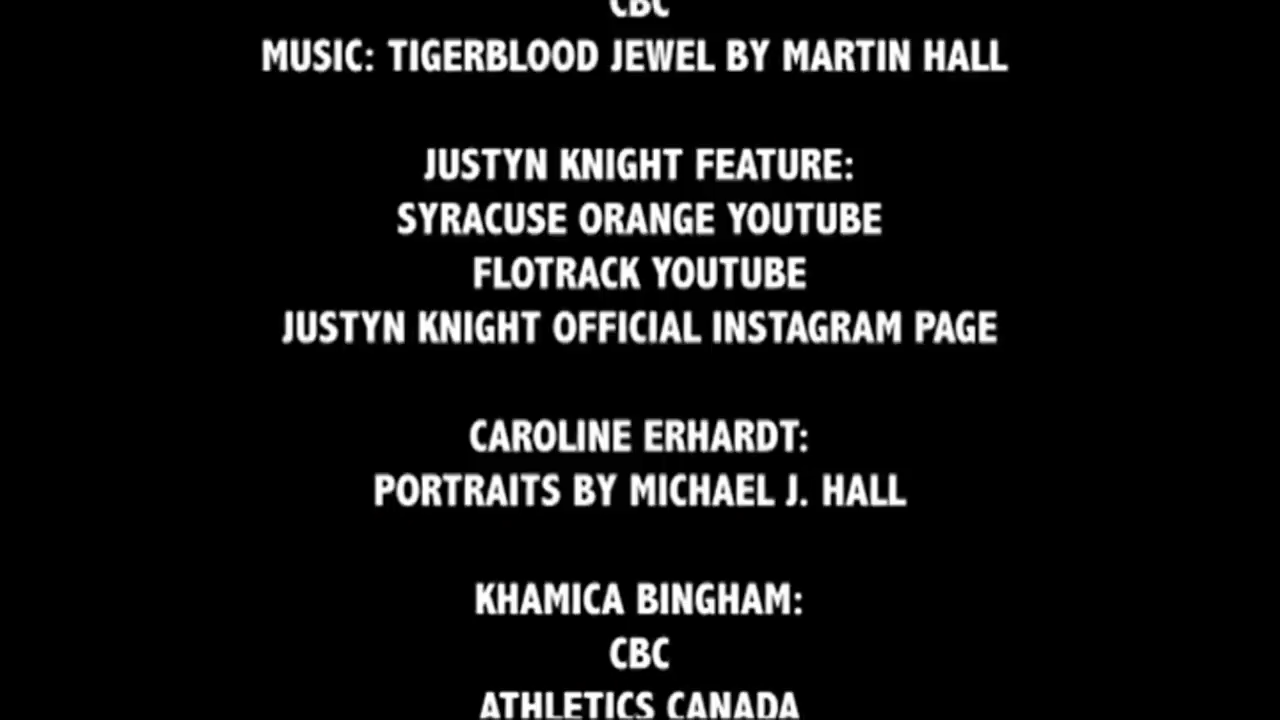 CBC
MUSIC: TIGERBLOOD JEWEL BY MARTIN HALL
JUSTYN KNIGHT FEATURE:
SYRACUSE ORANGE YOUTUBE
FLOTRACK YOUTUBE
JUSTYN KNIGHT OFFICIAL INSTAGRAM PAGE
CAROLINE ERHARDT:
PORTRAITS BY MICHAEL J. HALL
KHAMICA BINGHAM:
CBC
ATHLETICS CANADA